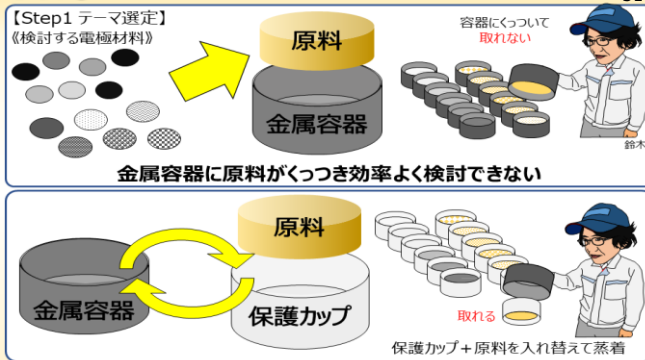 【Step1 テーマ選定】
《検討する電極材料》
原料
金属容器
容器にくっついて
取れない
鈴木
金属容器に原料がくっつき効率よく検討できない
原料
金属容器
保護カップ
取れる
保護カップ＋原料を入れ替えて蒸着